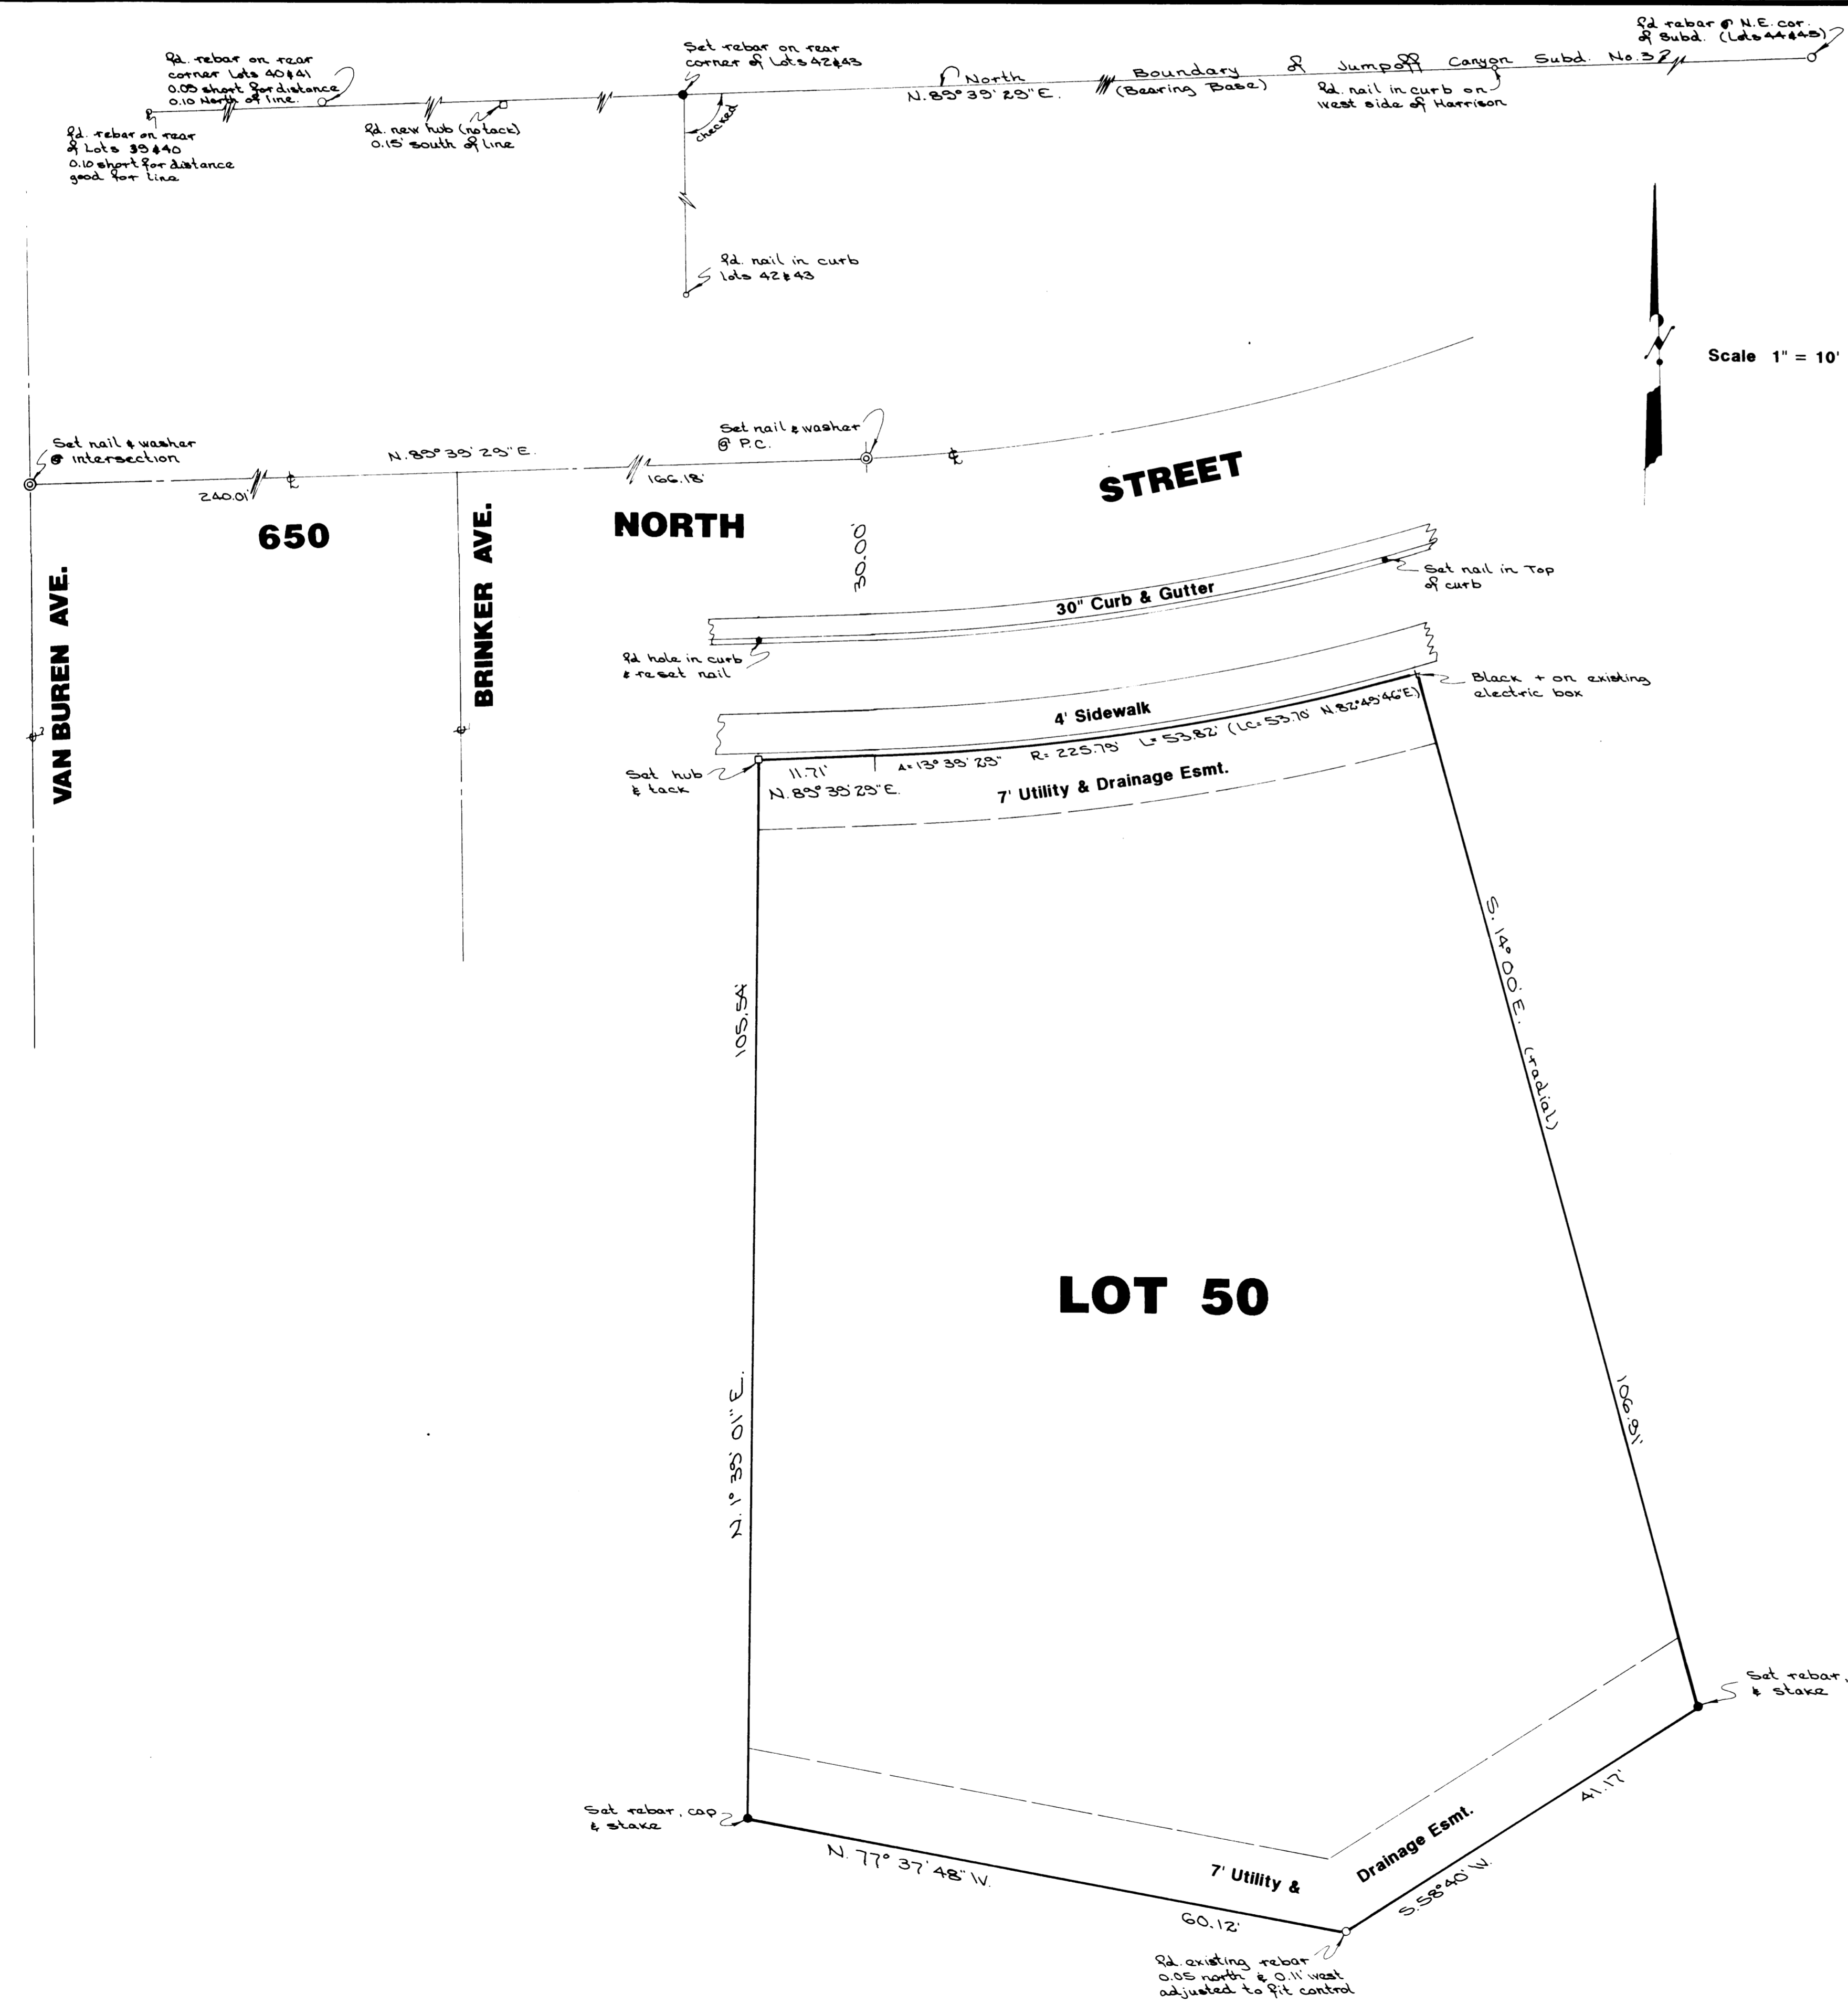 fd. rebar on rear
corner Lots 40&41
0.09 short for distance
0.10 North of line.
Set rebar on rear
corner of Lots 42&43
North Boundary of Jumpoff Canyon Subd. No. 3
N. 89° 39' 29" E. (Bearing Base)
fd rebar @ N.E. cor.
of Subd. (Lots 44&45)
fd. rebar on rear
of Lots 39&40
0.10 short for distance
good for line
fd. new hub (no tack)
0.15' south of line
checked
fd. nail in curb on
west side of Harrison
fd. nail in curb
Lots 42&43
N
Scale 1" = 10'
Set nail & washer
@ intersection
N. 89° 39' 29" E.
Set nail & washer
@ P.C.
240.01'
℄
166.18'
℄
650 NORTH STREET
VAN BUREN AVE.
BRINKER AVE.
30.00'
30" Curb & Gutter
Set nail in Top
of curb
fd hole in curb
& reset nail
4' Sidewalk
Black + on existing
electric box
Set hub
& tack
11.71'
N. 89° 39' 29" E.
Δ= 13° 39' 29" R= 225.79' L= 53.82' (LC= 53.70' N. 82° 49' 46" E.)
7' Utility & Drainage Esmt.
105.54'
N. 1° 39' 01" E.
S. 14° 00' E. (radial)
106.91'
LOT 50
Set rebar,
& stake
Set rebar, cap
& stake
N. 77° 37' 48" W.
60.12'
7' Utility & Drainage Esmt.
41.17'
S. 58° 40' W.
fd. existing rebar
0.05 north & 0.11' west
adjusted to fit control